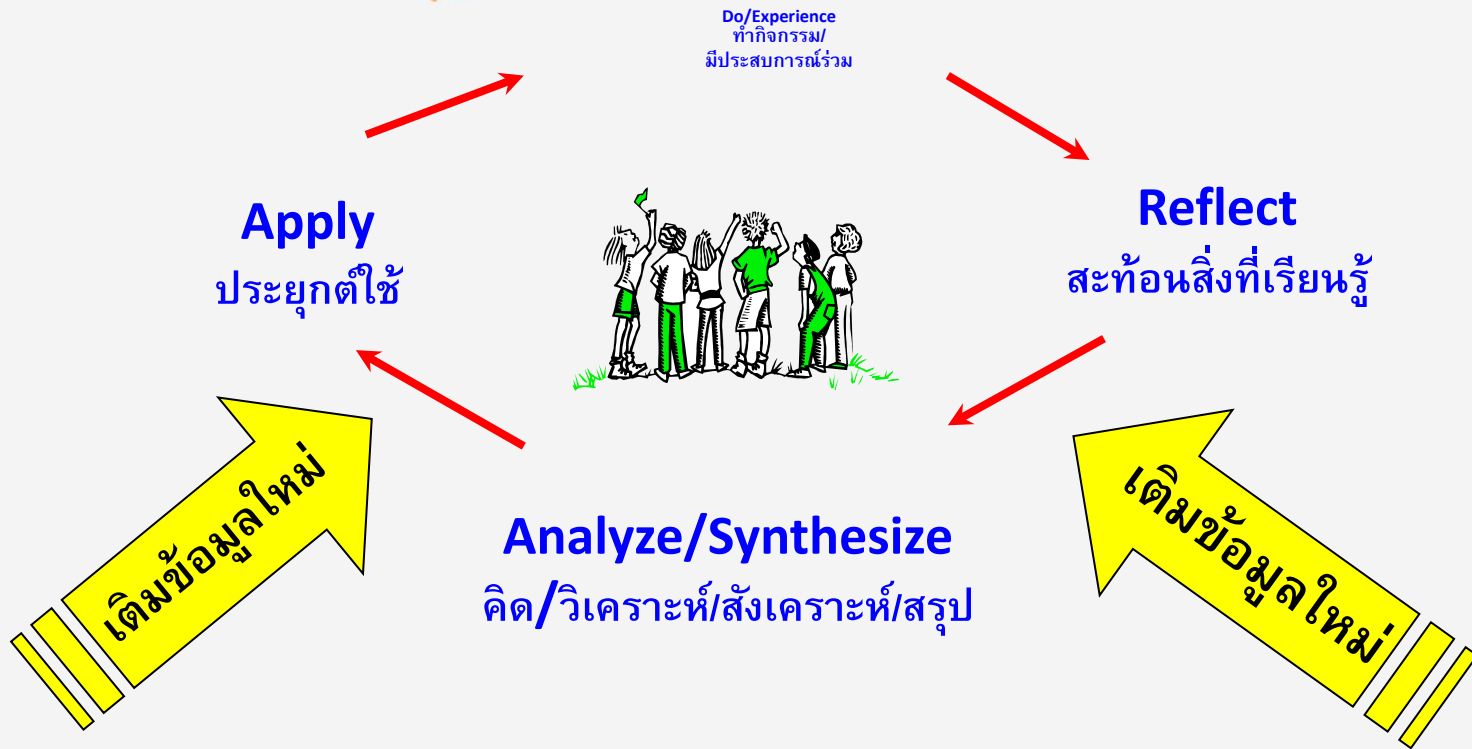 Do/Experience
ทำกิจกรรม/
มีประสบการณ์ร่วม
Apply
ประยุกต์ใช้
Reflect
สะท้อนสิ่งที่เรียนรู้
Analyze/Synthesize
คิด/วิเคราะห์/สังเคราะห์/สรุป
เติมข้อมูลใหม่
เติมข้อมูลใหม่